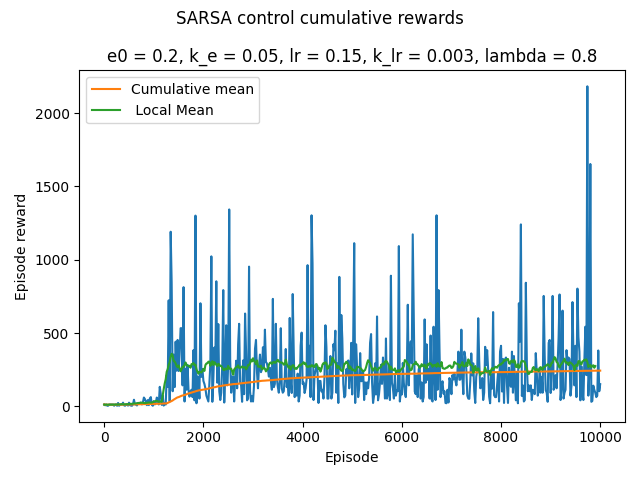 SARSA control cumulative rewards
e0 = 0.2, k_e = 0.05, lr = 0.15, k_lr = 0.003, lambda = 0.8
Cumulative mean
Local Mean
Episode reward
2000
1500
1000
500
0
0 2000 4000 6000 8000 10000
Episode